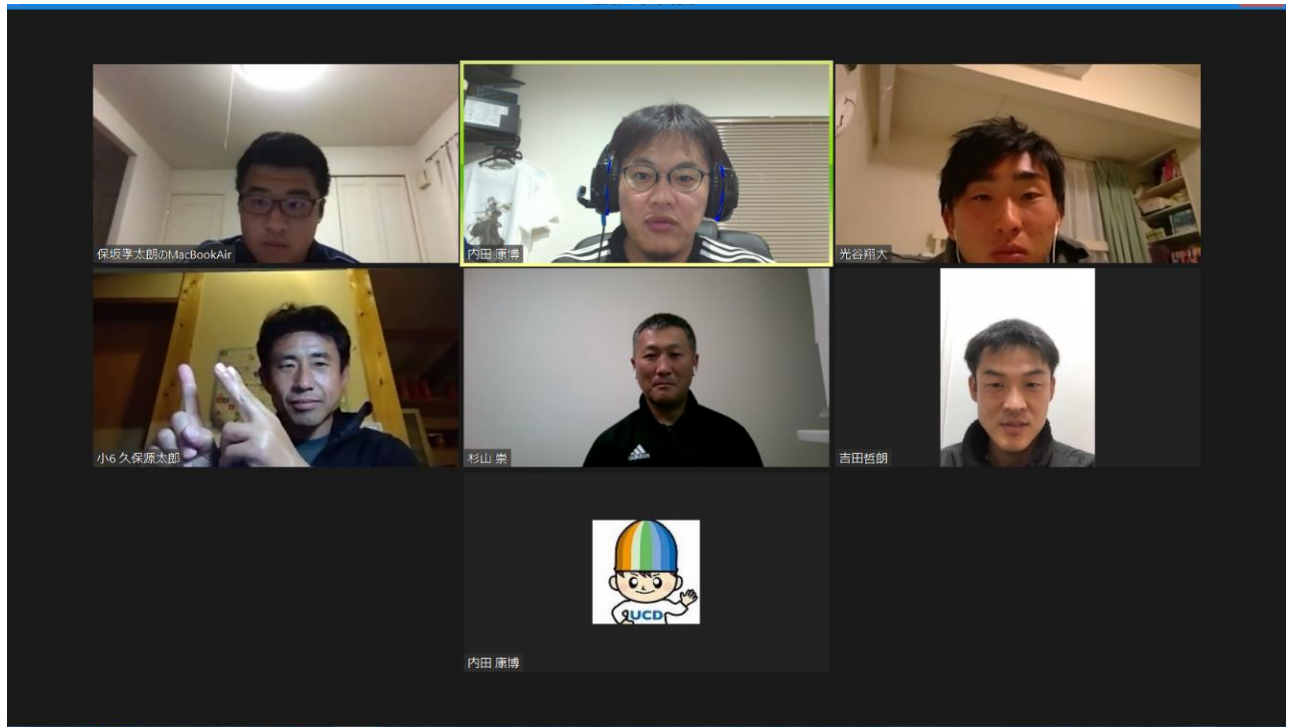 保坂孝太朗のMacBookAir
内田 康博
光谷翔大
小6 久保源太郎
adidas
杉山 崇
吉田哲朗
UCD
内田 康博